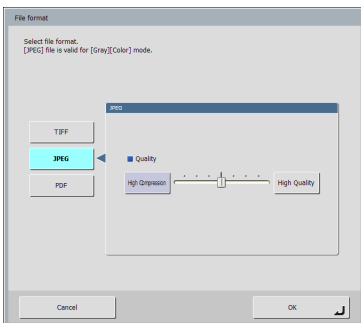 File format
Select file format.
[JPEG] file is valid for [Gray][Color] mode.
JPEG
TIFF
JPEG
Quality
PDF
High Compression
High Quality
Cancel
OK